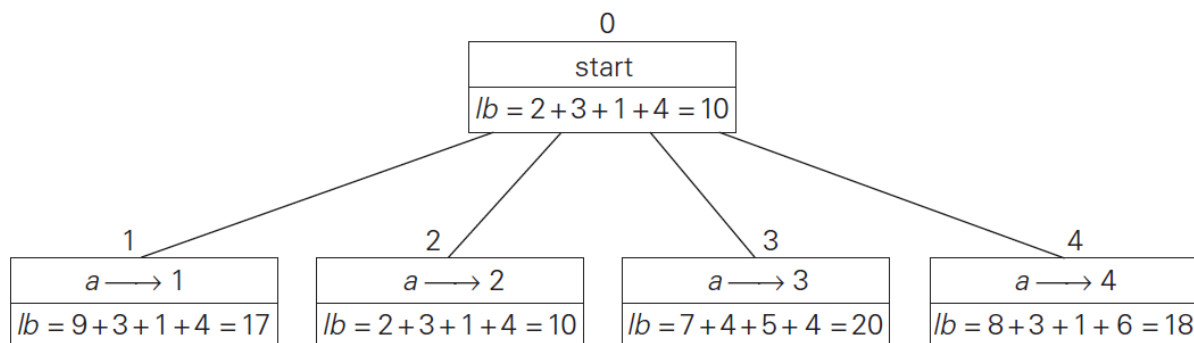 0
start
lb = 2 + 3 + 1 + 4 = 10
1 2 3 4
a ⟶ 1 a ⟶ 2 a ⟶ 3 a ⟶ 4
lb = 9 + 3 + 1 + 4 = 17 lb = 2 + 3 + 1 + 4 = 10 lb = 7 + 4 + 5 + 4 = 20 lb = 8 + 3 + 1 + 6 = 18